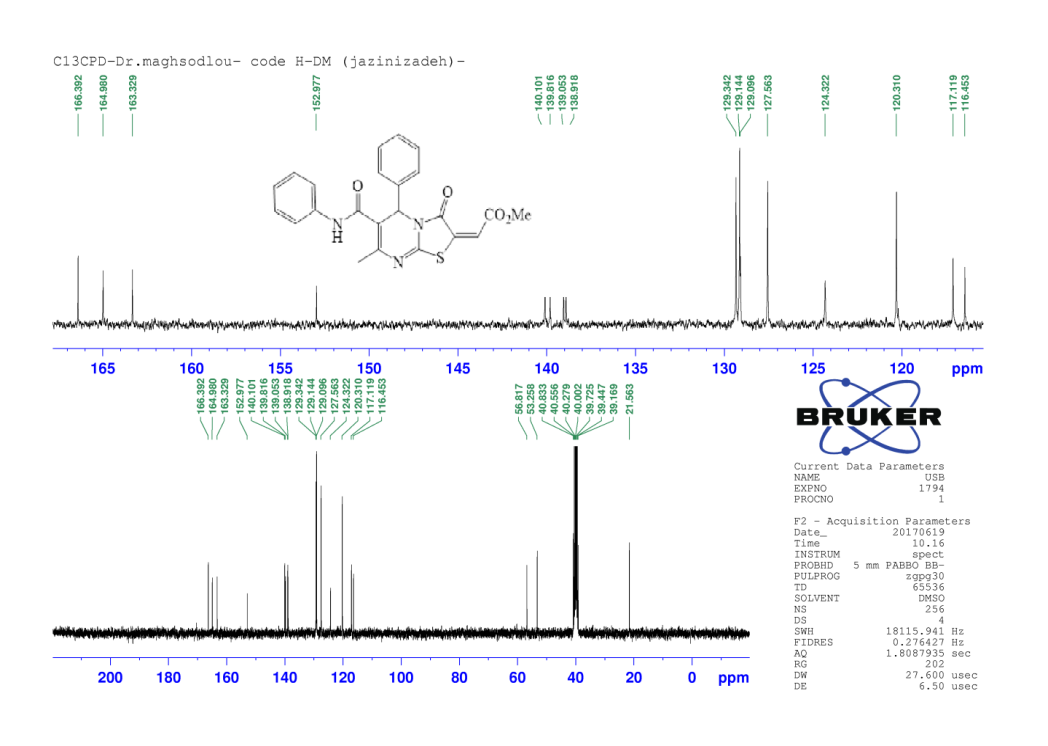 C13CPD-Dr.maghsodlou- code H-DM (jazinizadeh)-
166.392
164.980
163.329
152.977
140.101
139.816
139.053
138.918
129.342
129.144
129.096
127.563
124.322
120.310
117.119
116.453
O
N
H
N
O
CO2Me
N
S
165 160 155 150 145 140 135 130 125 120 ppm
166.392
164.980
163.329
152.977
140.101
139.816
139.053
138.918
129.342
129.144
129.096
127.563
124.322
120.310
117.119
116.453
56.817
53.258
40.833
40.556
40.279
40.002
39.725
39.447
39.169
21.563
200 180 160 140 120 100 80 60 40 20 0 ppm
BRUKER
Current Data Parameters
NAME USB
EXPNO 1794
PROCNO 1
F2 - Acquisition Parameters
Date_ 20170619
Time 10.16
INSTRUM spect
PROBHD 5 mm PABBO BB-
PULPROG zgpg30
TD 65536
SOLVENT DMSO
NS 256
DS 4
SWH 18115.941 Hz
FIDRES 0.276427 Hz
AQ 1.8087935 sec
RG 202
DW 27.600 usec
DE 6.50 usec